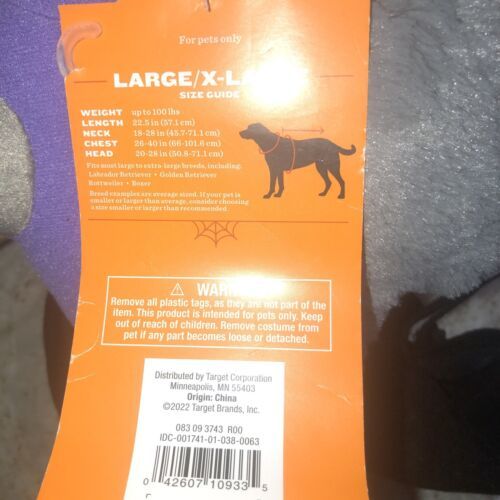 For pets only
LARGE/X-LARGE
SIZE GUIDE
WEIGHT up to 100 lbs
LENGTH 22.5 in (57.1 cm)
NECK 18-28 in (45.7-71.1 cm)
CHEST 26-40 in (66-101.6 cm)
HEAD 20-28 in (50.8-71.1 cm)
Fits most large to extra-large breeds, including:
Labrador Retriever • Golden Retriever
Rottweiler • Boxer
Breed examples are average sized. If your pet is
smaller or larger than average, consider choosing
a size smaller or larger than recommended.
WARNING
Remove all plastic tags, as they are not part of the
item. This product is intended for pets only. Keep
out of reach of children. Remove costume from
pet if any part becomes loose or detached.
Distributed by Target Corporation
Minneapolis, MN 55403
Origin: China
©2022 Target Brands, Inc.
083 09 3743 R00
IDC-001741-01-038-0063
0 42607 10933 5